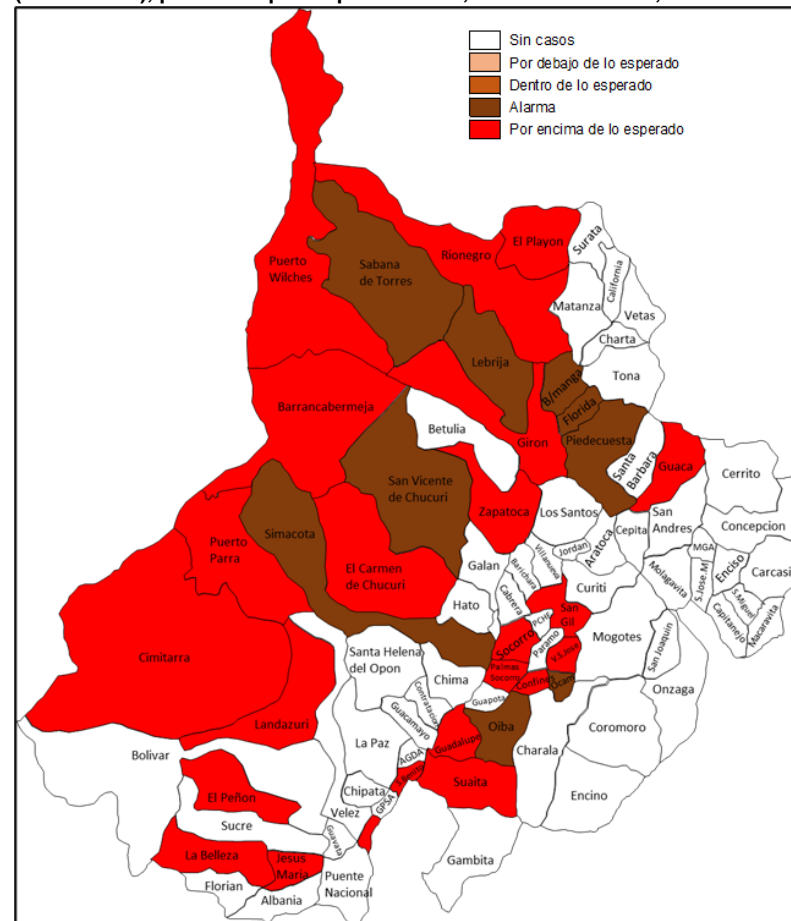 Sin casos
Por debajo de lo esperado
Dentro de lo esperado
Alarma
Por encima de lo esperado
El Playon
Surata
California
Rionegro
Puerto
Wilches
Sabana
de Torres
Matanza
Vetas
Charta
Tona
Lebrija
B/manga
Florida
Barrancabermeja
Betulia
Giron
Piedecuesta
Santa
Barbara
Guaca
Cerrito
San Vicente
de Chucuri
Zapatoca
Los Santos
Cepita
San
Andres
Concepcion
Simacota
Puerto
Parra
El Carmen
de Chucuri
Galan
Barichara
Villanueva
Jordan
Aratoca
Molagavita
MGA
S.Jose.M
Enciso
Carcasi
S.Miguel
Capitanejo
Macaravita
Hato
Cabrera
Curiti
PCHE
San
Gil
Mogotes
San Joaquin
Socorro
Paramo
V.S.Jose
Cimitarra
Santa Helena
del Opon
Chima
Palmas
Socorro
Confines
Ocam
Onzaga
Contratacion
Guapota
Landazuri
Guacamayo
Oiba
Coromoro
Bolivar
La Paz
AGDA
Guadalupe
Charala
El Peñon
Chipata
GPSA
S.Benito
Suaita
Encino
Sucre
Velez
Guavata
La Belleza
Jesus
Maria
Gambita
Florian
Albania
Puente
Nacional